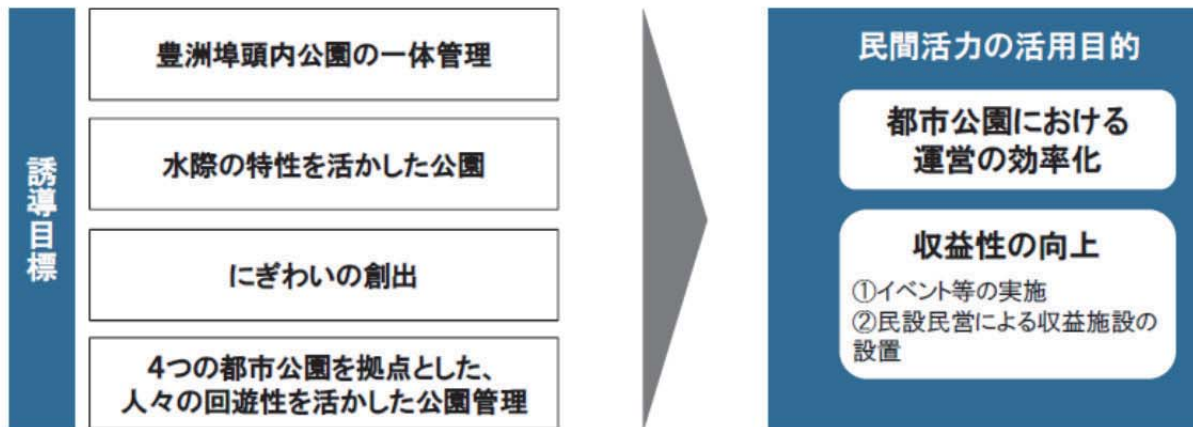 誘導目標
豊洲埠頭内公園の一体管理
水際の特性を活かした公園
にぎわいの創出
4つの都市公園を拠点とした、
人々の回遊性を活かした公園管理
民間活力の活用目的
都市公園における
運営の効率化
収益性の向上
①イベント等の実施
②民設民営による収益施設の
設置